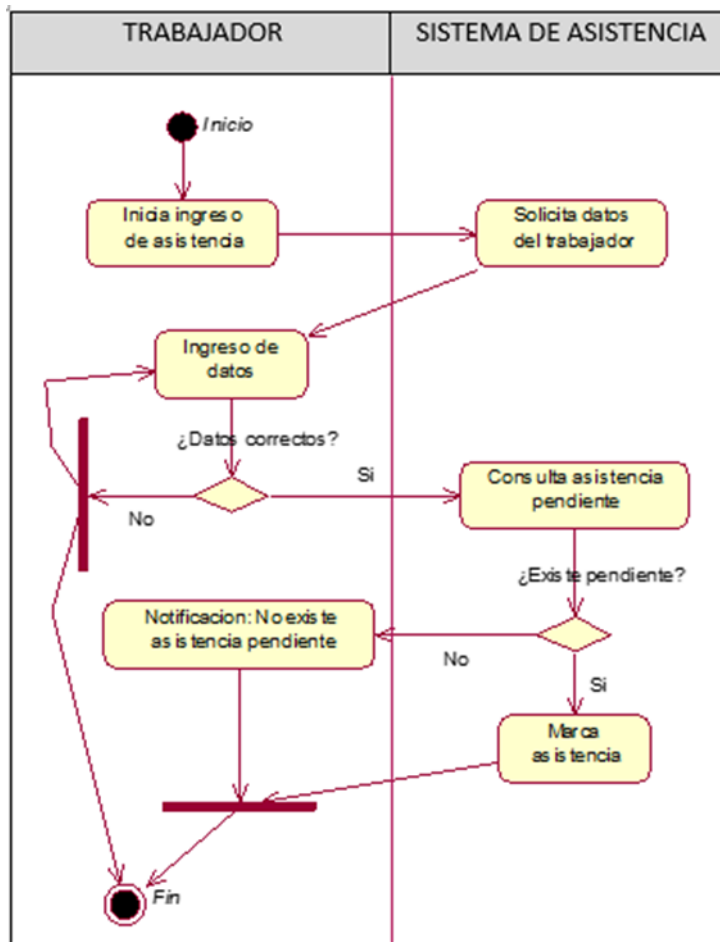 TRABAJADOR
SISTEMA DE ASISTENCIA
Inicio
Inicia ingreso
de asistencia
Solicita datos
del trabajador
Ingreso de
datos
¿Datos correctos?
Si
No
Consulta asistencia
pendiente
¿Existe pendiente?
Notificacion: No existe
asistencia pendiente
No
Si
Marca
asistencia
Fin